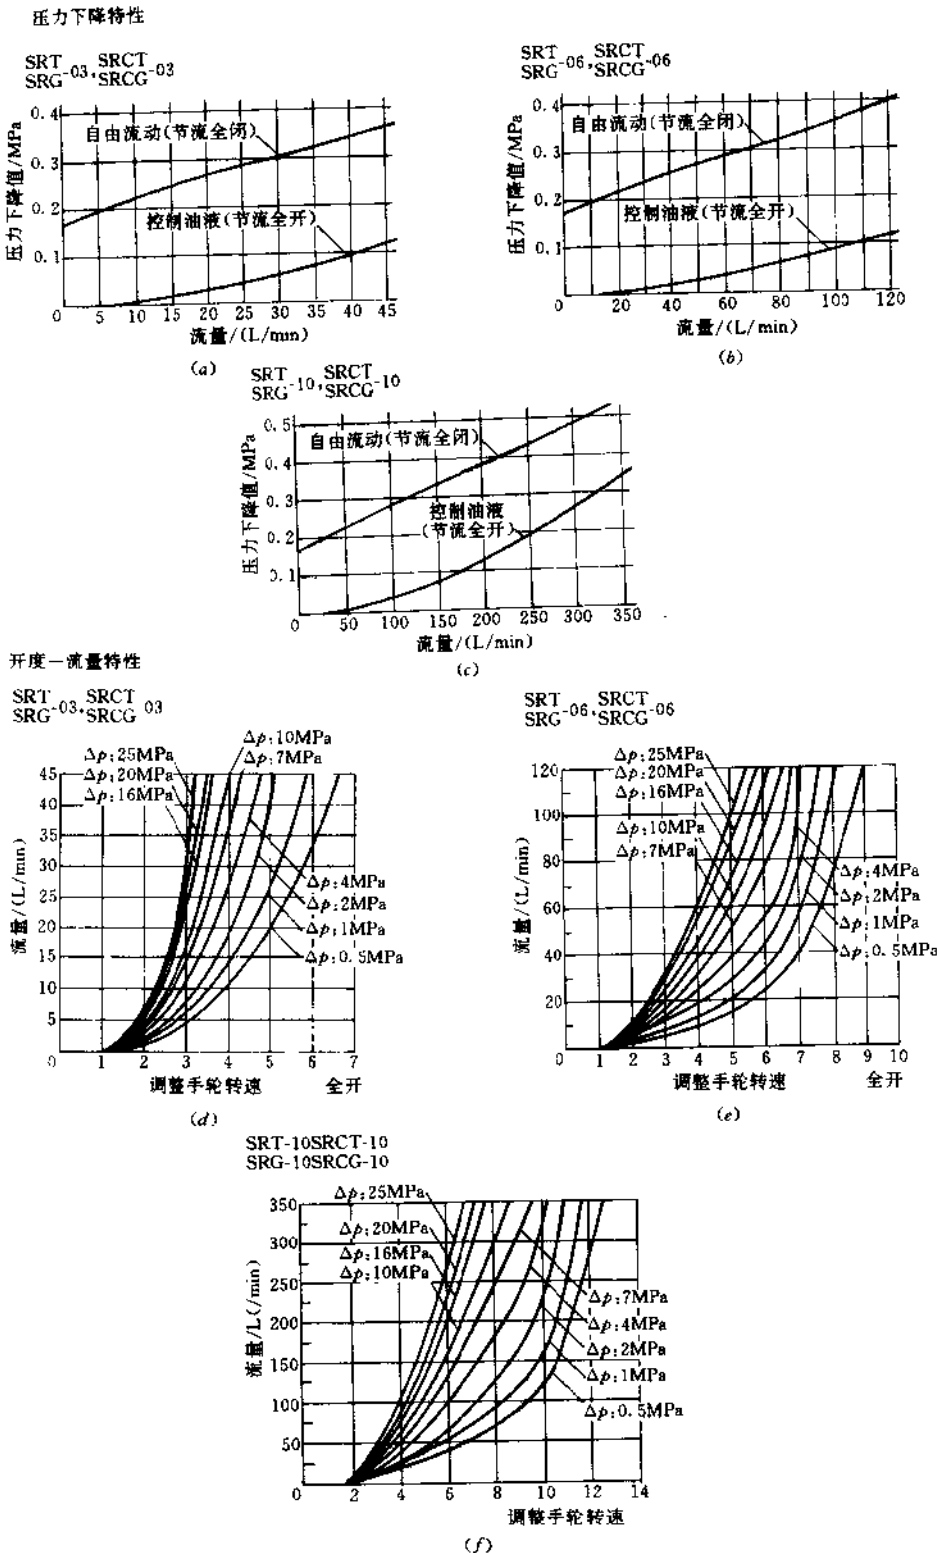 压力下降特性
SRT SRCT
SRG-03,SRCG-03
0.4
0.3
0.2
0.1
压力下降值/MPa
自由流动(节流全闭)
控制油液(节流全开)
0 5 10 15 20 25 30 35 40 45
流量/(L/min)
(a)
SRT SRCT
SRG-06,SRCG-06
0.4
0.3
0.2
0.1
压力下降值/MPa
自由流动(节流全闭)
控制油液(节流全开)
0 20 40 60 80 100 120
流量/(L/min)
(b)
SRT SRCT
SRG-10,SRCG-10
0.5
0.4
0.3
0.2
0.1
压力下降值/MPa
自由流动(节流全闭)
控制油液
(节流全开)
0 50 100 150 200 250 300 350
流量/(L/min)
(c)
开度—流量特性
SRT SRCT
SRG-03,SRCG-03
Δp:25MPa
Δp:20MPa
Δp:16MPa
Δp:10MPa
Δp:7MPa
45
40
35
30
25
20
15
10
5
流量/(L/min)
Δp:4MPa
Δp:2MPa
Δp:1MPa
Δp:0.5MPa
0 1 2 3 4 5 6 7
调整手轮转速 全开
(d)
SRT SRCT
SRG-06,SRCG-06
Δp:25MPa
Δp:20MPa
Δp:16MPa
Δp:10MPa
Δp:7MPa
120
100
80
60
40
20
流量/(L/min)
Δp:4MPa
Δp:2MPa
Δp:1MPa
Δp:0.5MPa
0 1 2 3 4 5 6 7 8 9 10
调整手轮转速 全开
(e)
SRT-10SRCT-10
SRG-10SRCG-10
Δp:25MPa
Δp:20MPa
Δp:16MPa
Δp:10MPa
350
300
250
200
150
100
50
流量/L(/min)
Δp:7MPa
Δp:4MPa
Δp:2MPa
Δp:1MPa
Δp:0.5MPa
0 2 4 6 8 10 12 14
调整手轮转速
(f)